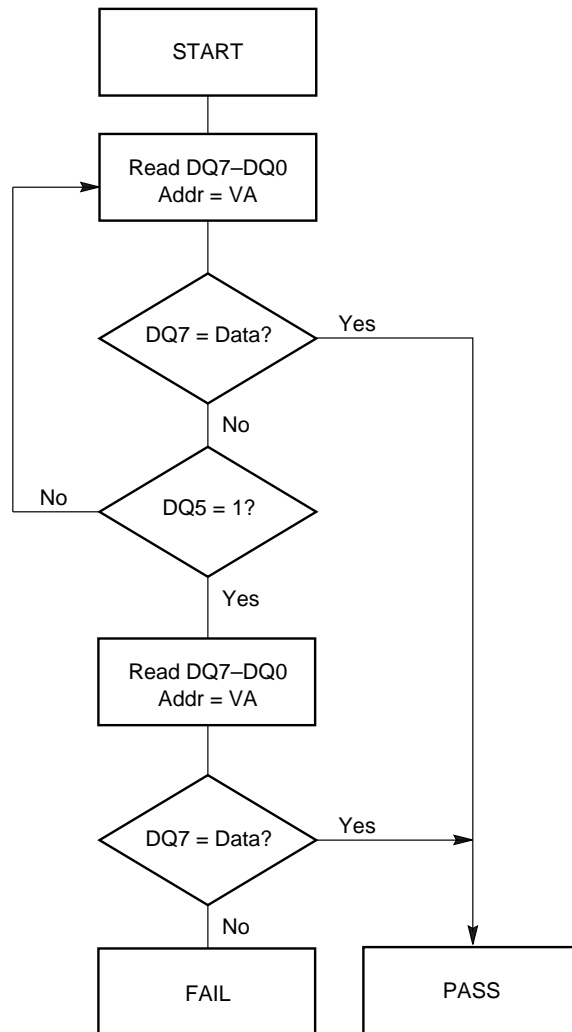 START
Read DQ7–DQ0
Addr = VA
DQ7 = Data?
Yes
No
No
DQ5 = 1?
Yes
Read DQ7–DQ0
Addr = VA
DQ7 = Data?
Yes
No
FAIL
PASS